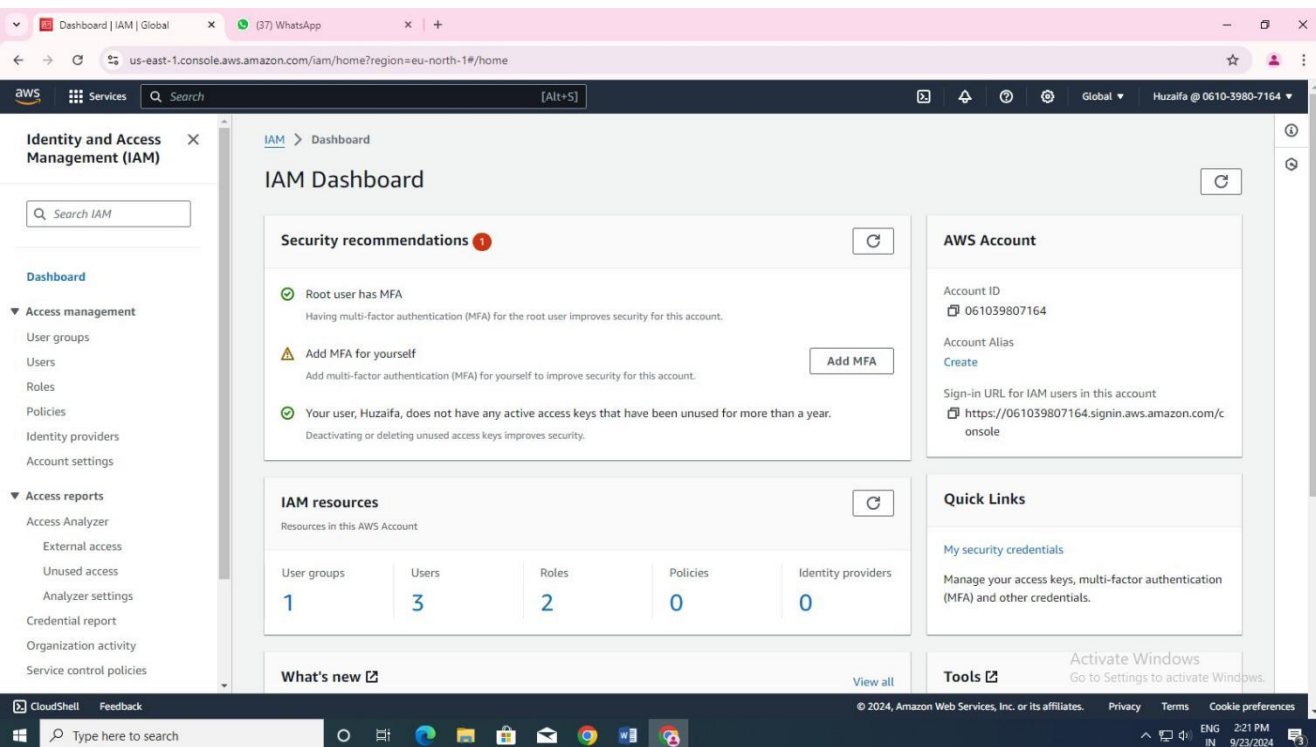 Dashboard | IAM | Global
(37) WhatsApp
us-east-1.console.aws.amazon.com/iam/home?region=eu-north-1#/home
aws
Services
Search
[Alt+S]
Global
Huzaifa @ 0610-3980-7164
Identity and Access
Management (IAM)
Search IAM
Dashboard
Access management
User groups
Users
Roles
Policies
Identity providers
Account settings
Access reports
Access Analyzer
External access
Unused access
Analyzer settings
Credential report
Organization activity
Service control policies
IAM > Dashboard
IAM Dashboard
Security recommendations 1
Root user has MFA
Having multi-factor authentication (MFA) for the root user improves security for this account.
Add MFA for yourself
Add multi-factor authentication (MFA) for yourself to improve security for this account.
Add MFA
Your user, Huzaifa, does not have any active access keys that have been unused for more than a year.
Deactivating or deleting unused access keys improves security.
IAM resources
Resources in this AWS Account
User groups Users Roles Policies Identity providers
1 3 2 0 0
What's new
View all
AWS Account
Account ID
061039807164
Account Alias
Create
Sign-in URL for IAM users in this account
https://061039807164.signin.aws.amazon.com/c
onsole
Quick Links
My security credentials
Manage your access keys, multi-factor authentication
(MFA) and other credentials.
Tools
Activate Windows
Go to Settings to activate Windows.
CloudShell Feedback
© 2024, Amazon Web Services, Inc. or its affiliates. Privacy Terms Cookie preferences
Type here to search
ENG 2:21 PM
IN 9/23/2024